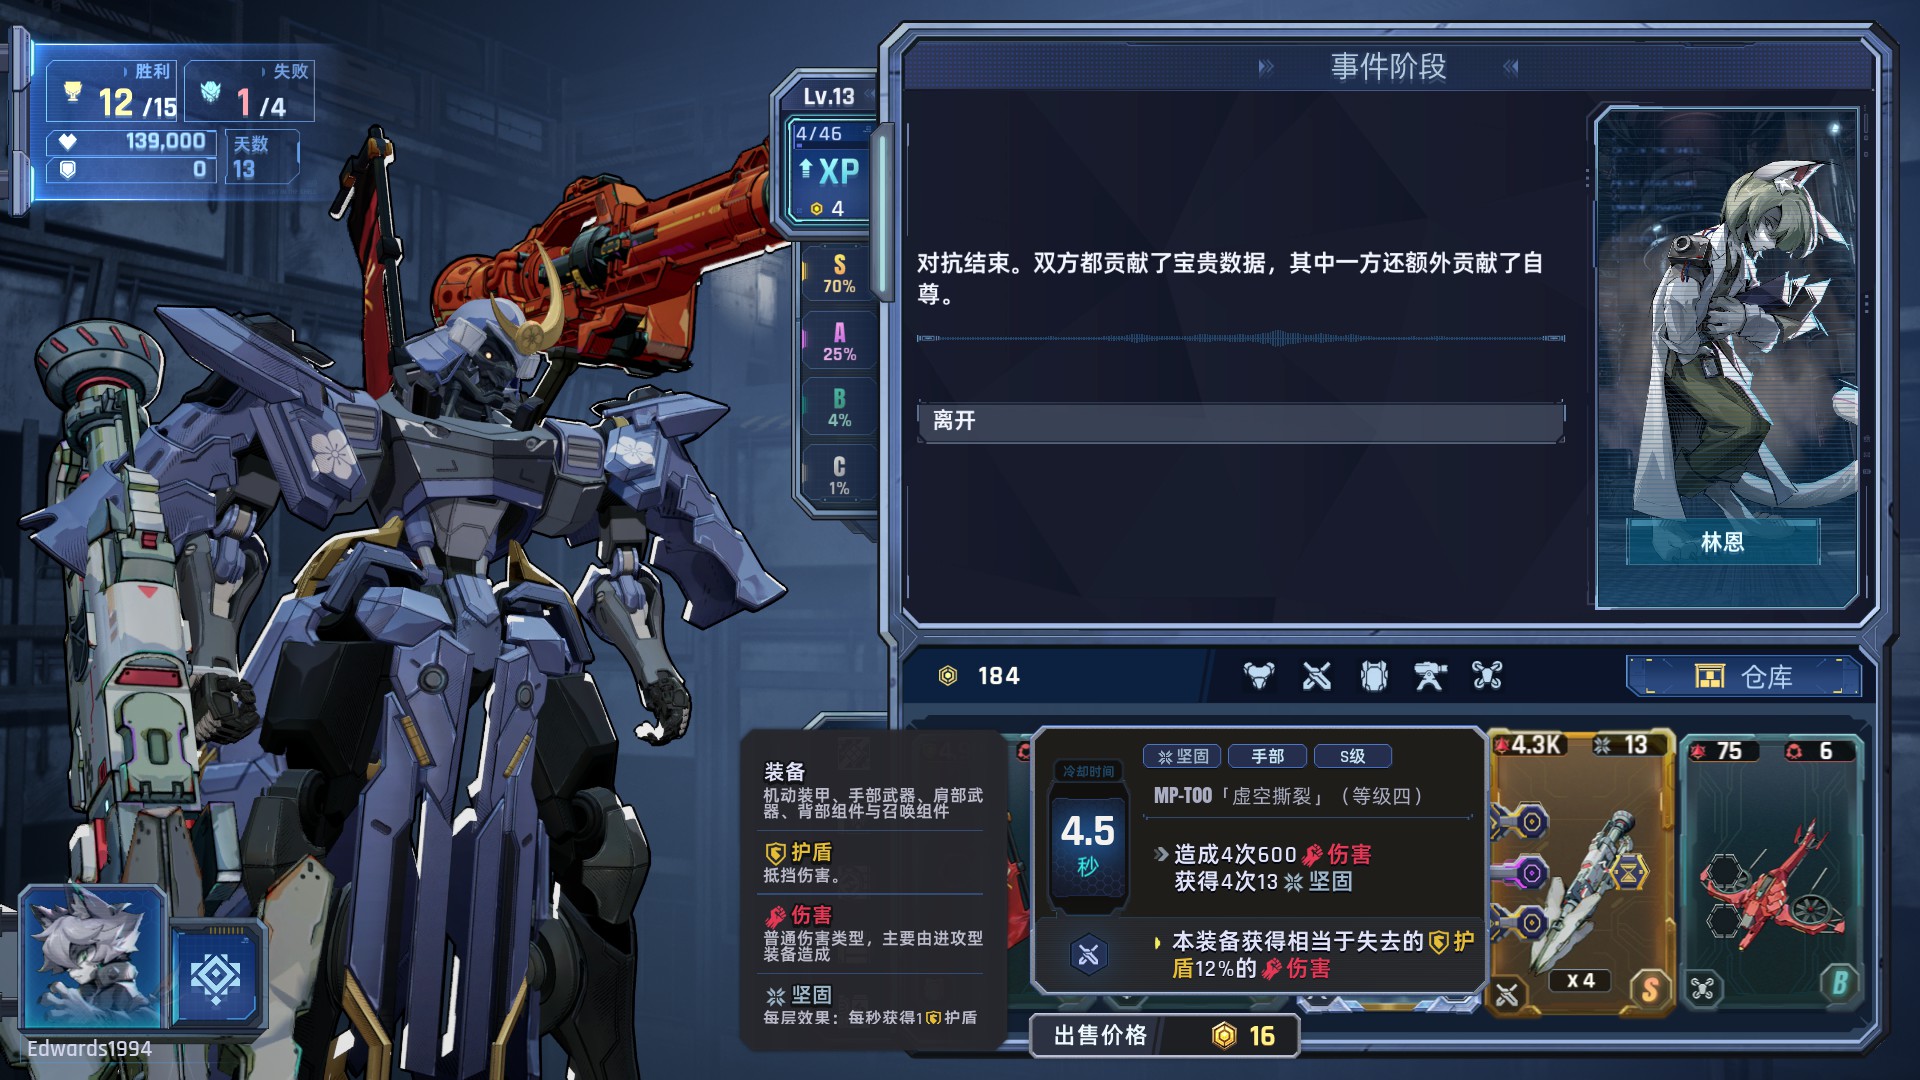 胜利
12 /15
失败
1 /4
139,000
0
天数
13
Lv.13
4/46
XP
4
S
70%
A
25%
B
4%
C
1%
事件阶段
对抗结束。双方都贡献了宝贵数据，其中一方还额外贡献了自
尊。
离开
林恩
184
仓库
装备
机动装甲、手部武器、肩部武
器、背部组件与召唤组件
护盾
抵挡伤害。
伤害
普通伤害类型，主要由进攻型
装备造成
坚固
每层效果：每秒获得1护盾
冷却时间
4.5
秒
坚固
手部
S级
MP-T00「虚空撕裂」（等级四）
造成4次600伤害
获得4次13坚固
本装备获得相当于失去的护
盾12%的伤害
出售价格
16
4.3K
13
x4
S
75
6
B
Edwards1994